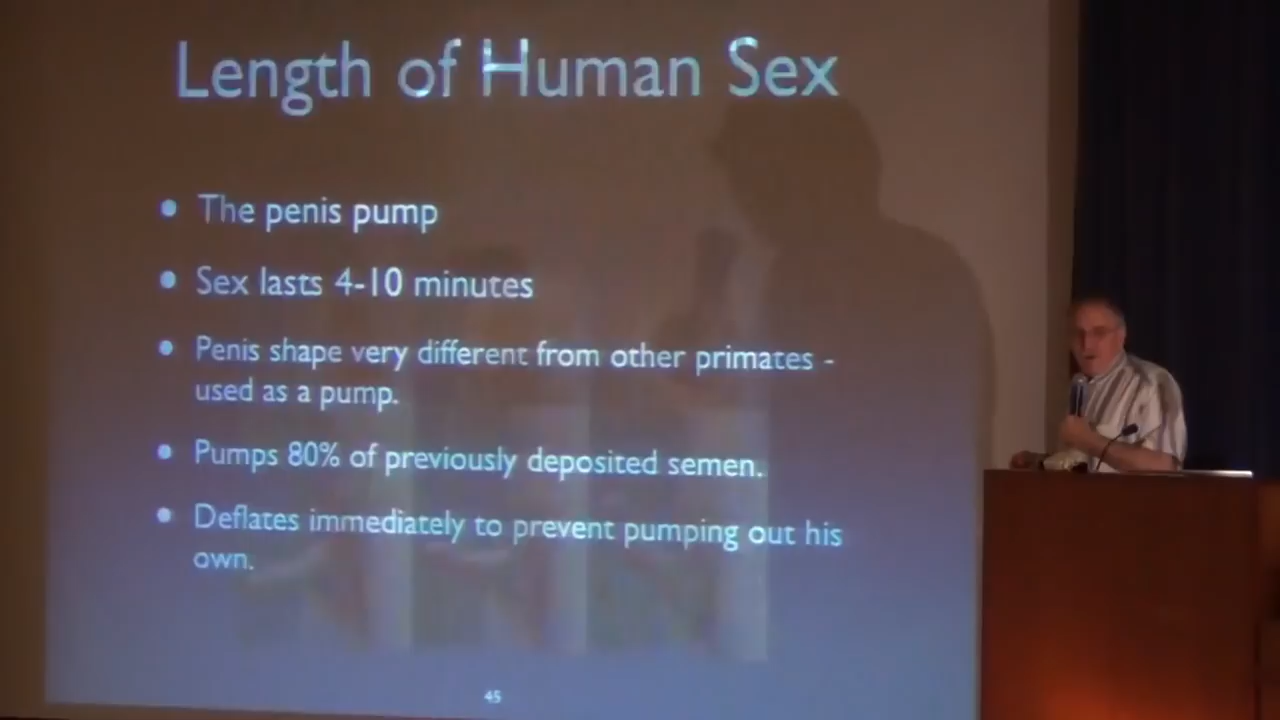 Length of Human Sex
• The penis pump
• Sex lasts 4-10 minutes
• Penis shape very different from other primates -
used as a pump.
• Pumps 80% of previously deposited semen.
• Deflates immediately to prevent pumping out his
own.
45